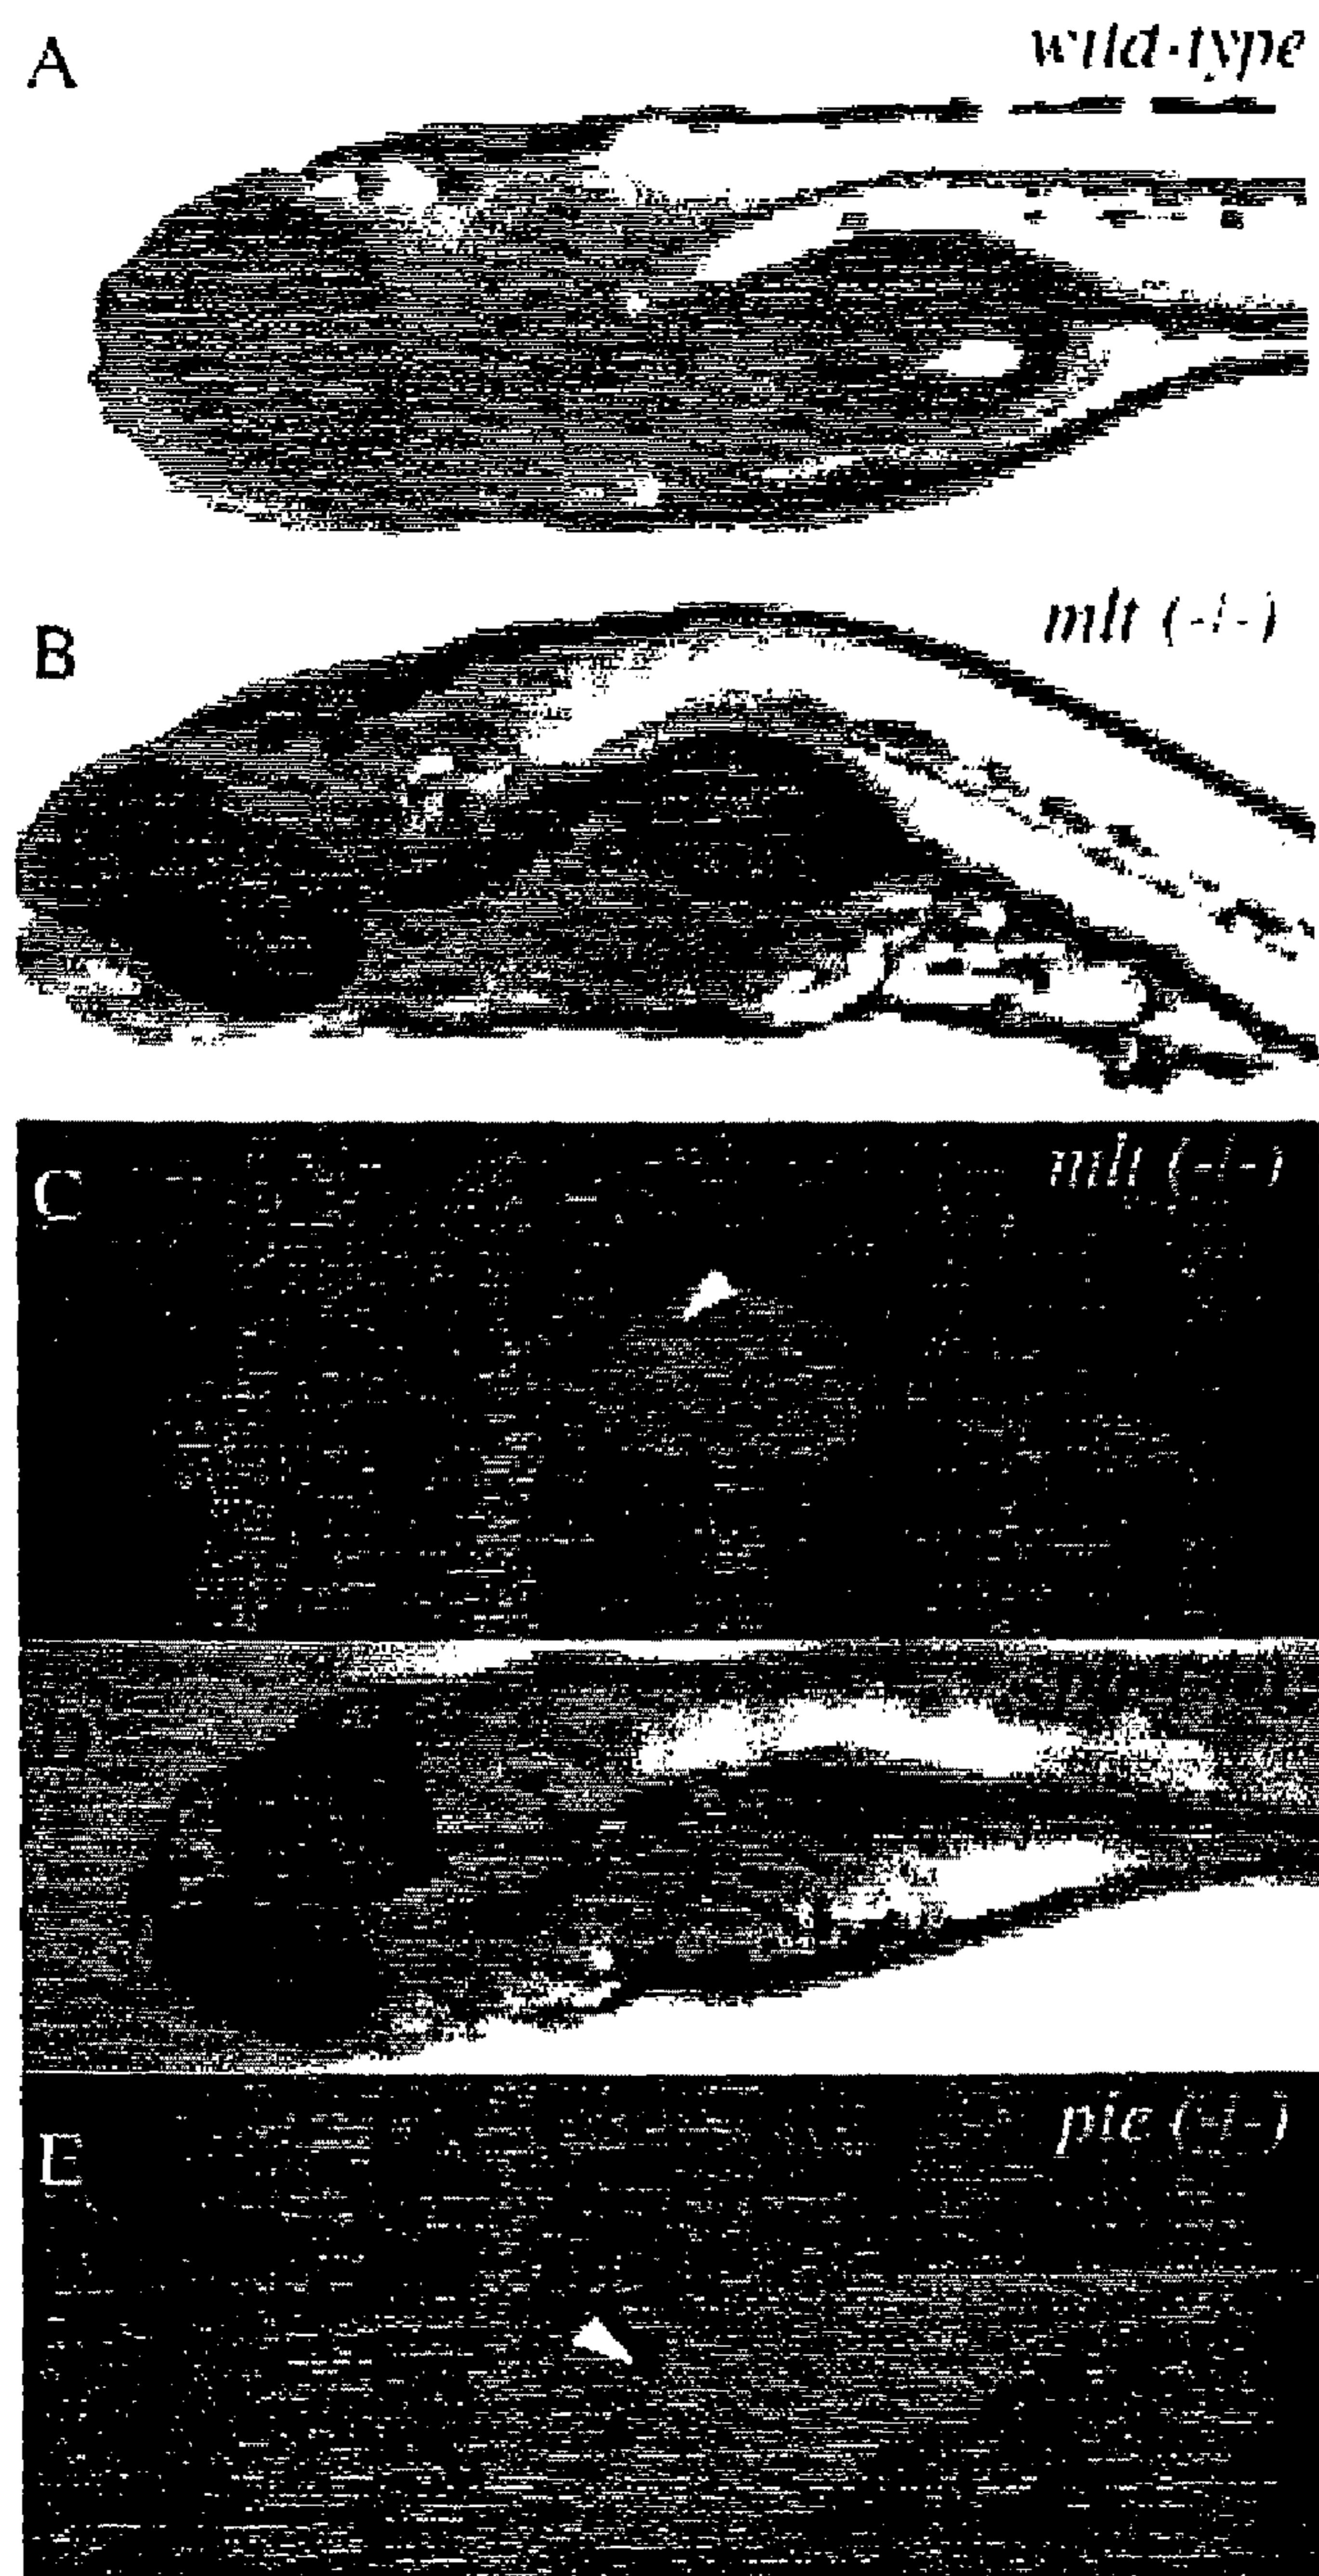 A
wild-type
B
mlt (-/-)
C
mlt (-/-)
D
E
pie (-/-)